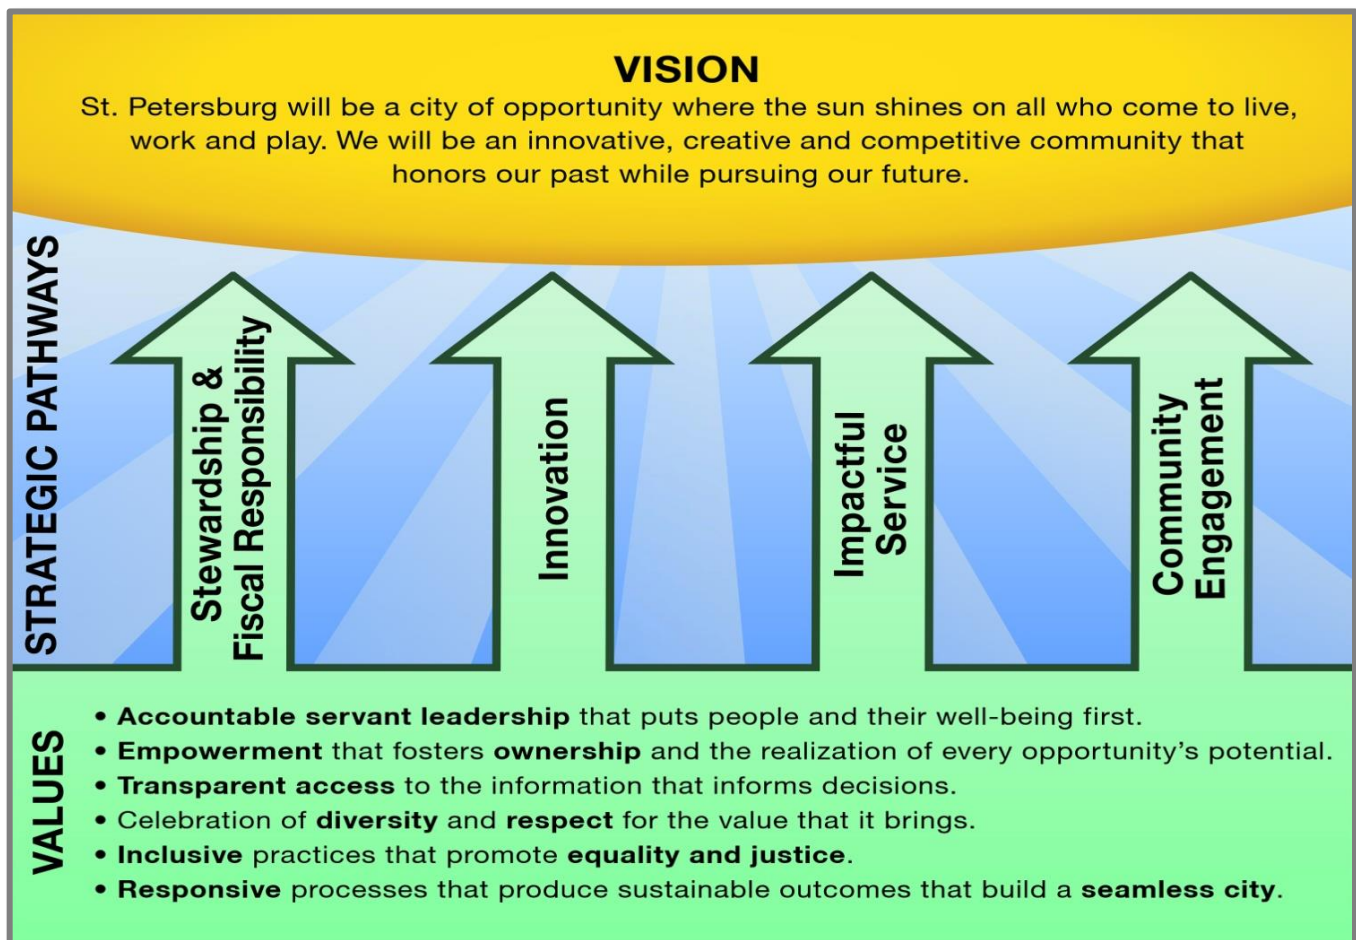 VISION
St. Petersburg will be a city of opportunity where the sun shines on all who come to live,
work and play. We will be an innovative, creative and competitive community that
honors our past while pursuing our future.
STRATEGIC PATHWAYS
Stewardship &
Fiscal Responsibility
Innovation
Impactful
Service
Community
Engagement
VALUES
• Accountable servant leadership that puts people and their well-being first.
• Empowerment that fosters ownership and the realization of every opportunity’s potential.
• Transparent access to the information that informs decisions.
• Celebration of diversity and respect for the value that it brings.
• Inclusive practices that promote equality and justice.
• Responsive processes that produce sustainable outcomes that build a seamless city.